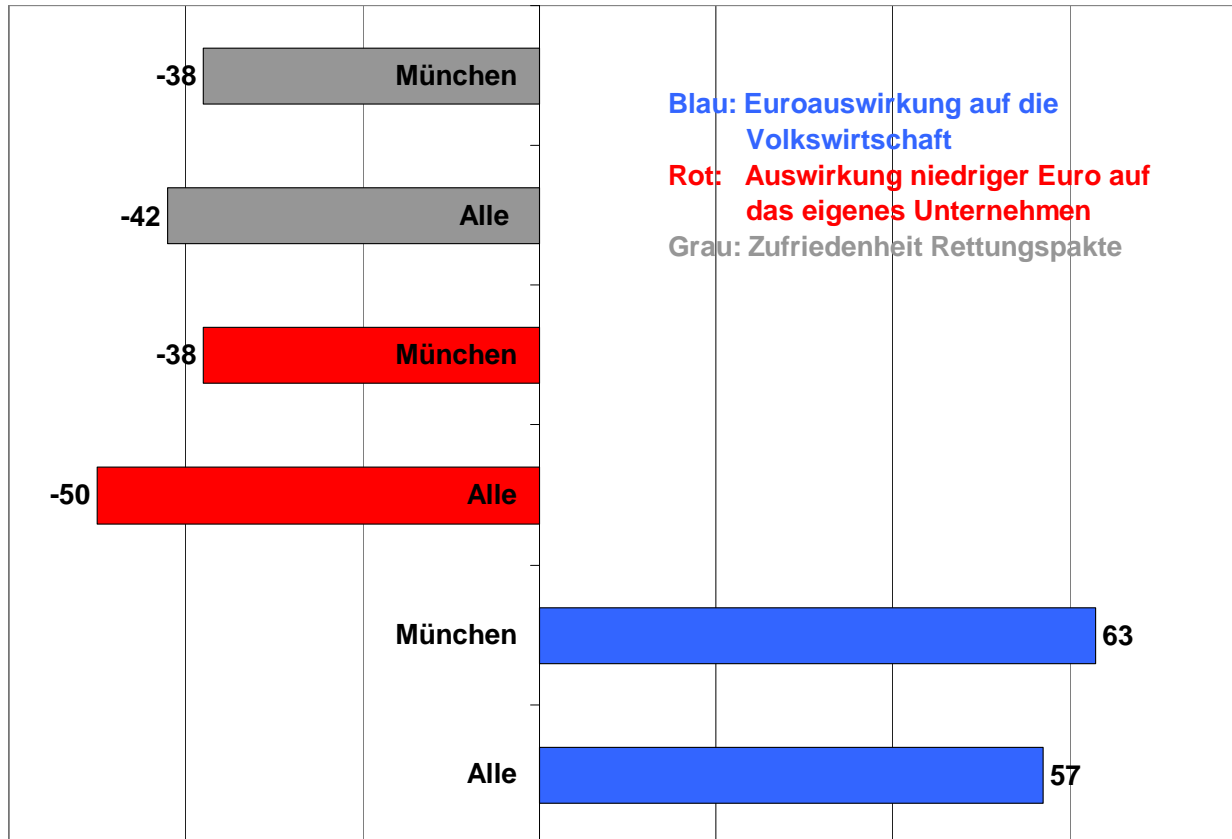 -38 München
Blau: Euroauswirkung auf die
Volkswirtschaft
Rot: Auswirkung niedriger Euro auf
das eigenes Unternehmen
Grau: Zufriedenheit Rettungspakte
-42 Alle
-38 München
-50 Alle
München 63
Alle 57